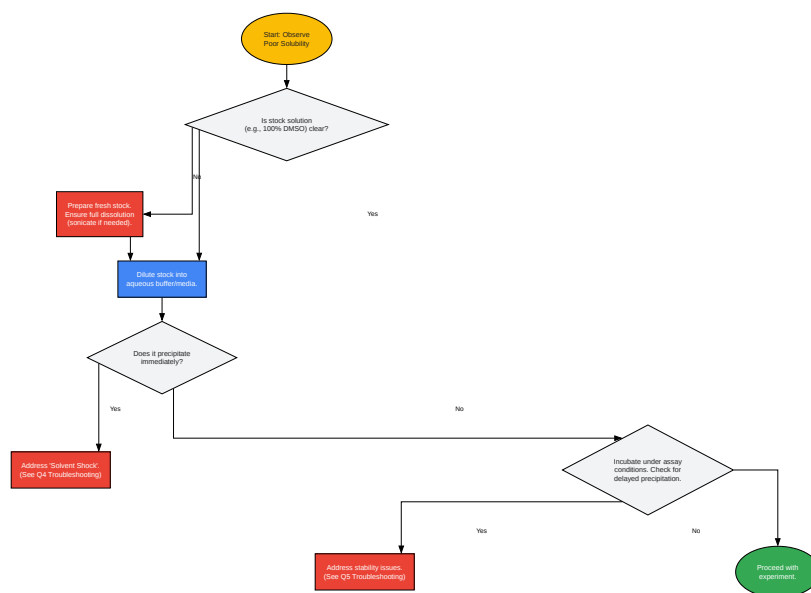 Start: Observe
Poor Solubility
Is stock solution
(e.g., 100% DMSO) clear?
No
Prepare fresh stock.
Ensure full dissolution
(sonicate if needed).
Yes
Dilute stock into
aqueous buffer/media.
Does it precipitate
immediately?
Yes
No
Address 'Solvent Shock'.
(See Q4 Troubleshooting)
Incubate under assay
conditions. Check for
delayed precipitation.
Yes
No
Address stability issues.
(See Q5 Troubleshooting)
Proceed with
experiment.